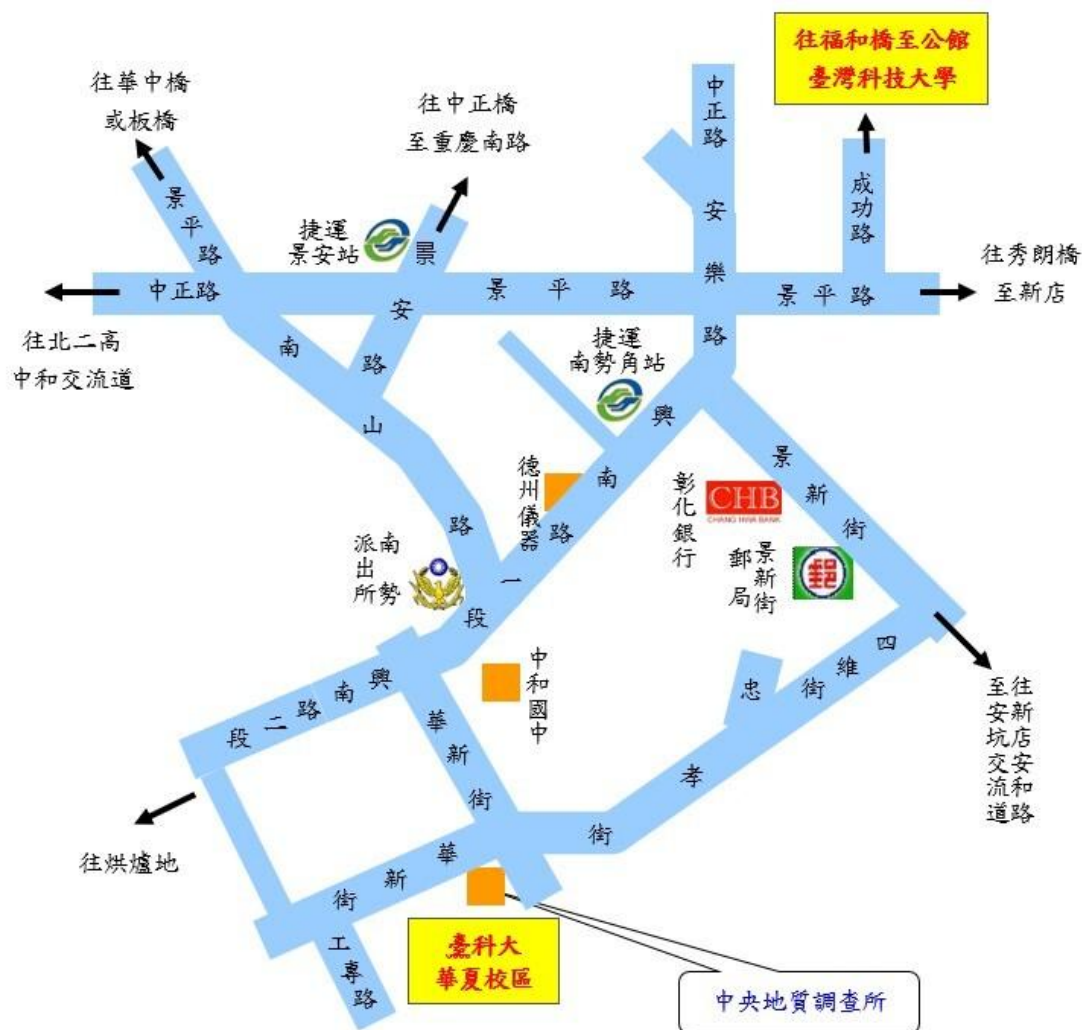 往福和橋至公館
臺灣科技大學
往華中橋
或板橋
往中正橋
至重慶南路
中正路
成功路
景平路
捷運
景安站
景安路
往秀朗橋
至新店
中正路
景平路
安樂路
景平路
往北二高
中和交流道
南山路
捷運
南勢角站
興南路一段
景新街
德州儀器
彰化銀行
CHB
CHANG HWA BANK
南勢
派出所
景新街
郵局
郵
四維街
忠
孝街
中和國中
興南路二段
華新街
往新店安和路
至安坑交流道
往烘爐地
華新街
臺科大
華夏校區
工專路
中央地質調查所